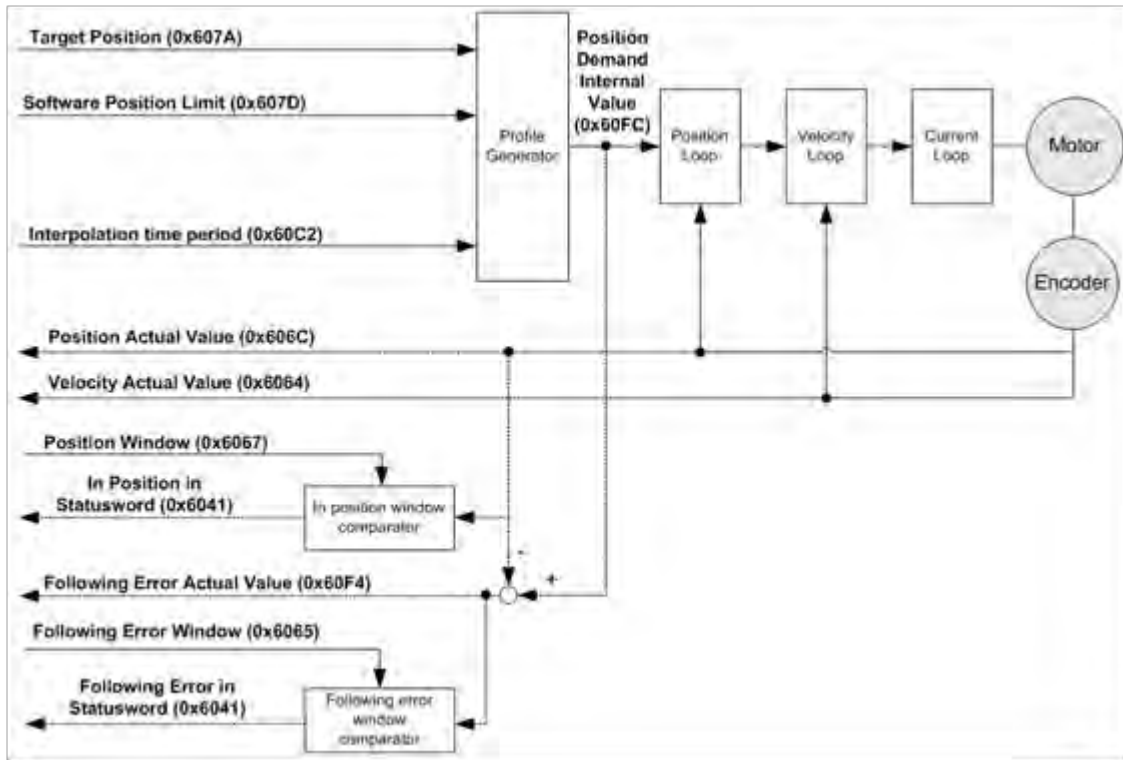 Target Position (0x607A)
Software Position Limit (0x607D)
Interpolation time period (0x60C2)
Profile
Generator
Position
Demand
Internal
Value
(0x60FC)
Position
Loop
Velocity
Loop
Current
Loop
Motor
Encoder
Position Actual Value (0x606C)
Velocity Actual Value (0x6064)
Position Window (0x6067)
In Position in
Statusword (0x6041)
In position window
comparator
-
+
Following Error Actual Value (0x60F4)
Following Error Window (0x6065)
Following Error in
Statusword (0x6041)
Following error
window
comparator